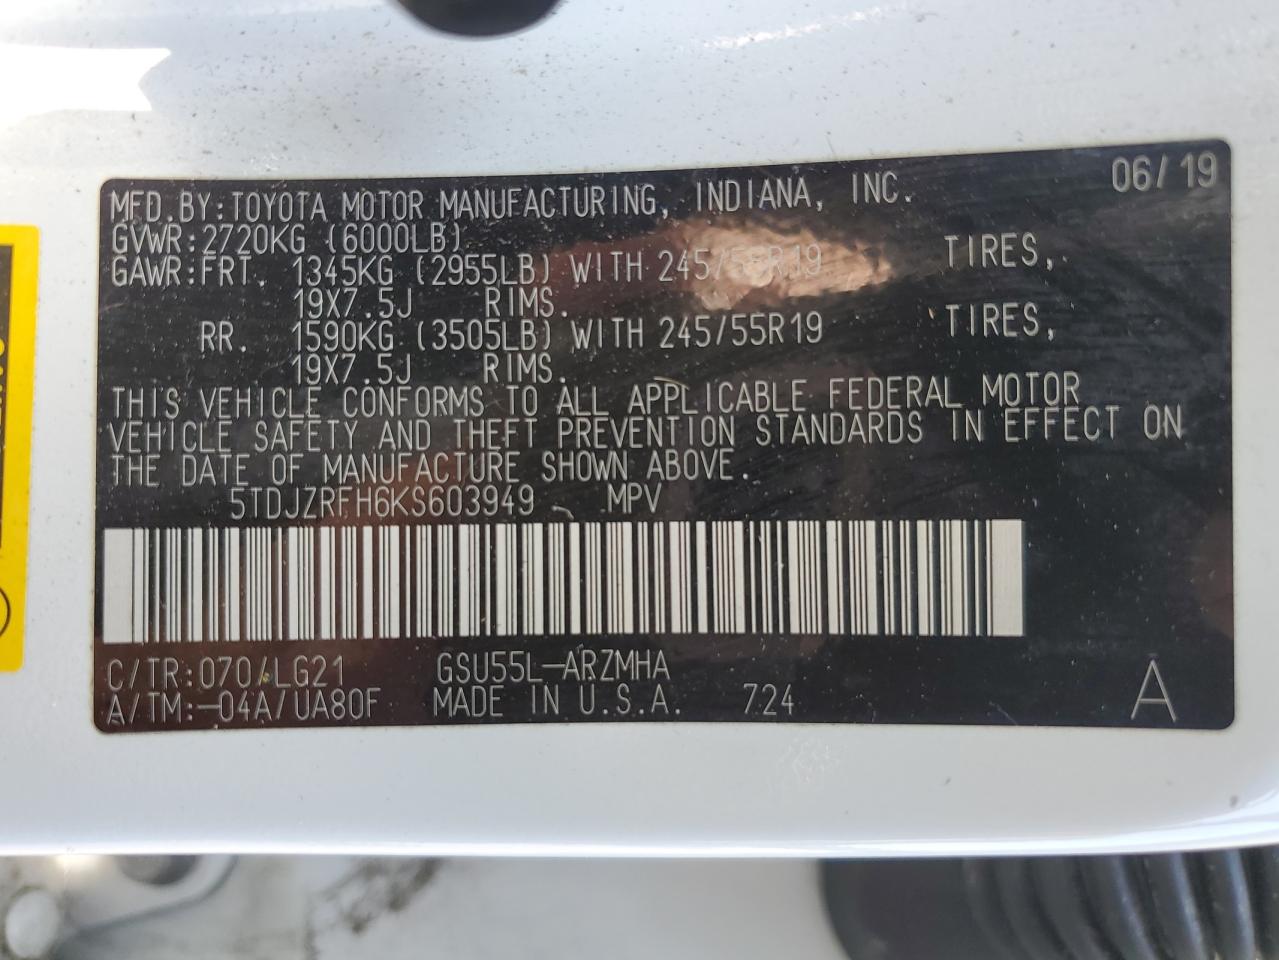 06/19
MFD.BY:TOYOTA MOTOR MANUFACTURING, INDIANA, INC.
GVWR:2720KG (6000LB)
GAWR:FRT. 1345KG (2955LB) WITH 245/55R19 TIRES,
19X7.5J RIMS.
RR. 1590KG (3505LB) WITH 245/55R19 TIRES,
19X7.5J RIMS.
THIS VEHICLE CONFORMS TO ALL APPLICABLE FEDERAL MOTOR
VEHICLE SAFETY AND THEFT PREVENTION STANDARDS IN EFFECT ON
THE DATE OF MANUFACTURE SHOWN ABOVE.
5TDJZRFH6KS603949 MPV
C/TR:070/LG21 GSU55L-ARZMHA
A/TM:-04A/UA80F MADE IN U.S.A. 724
A